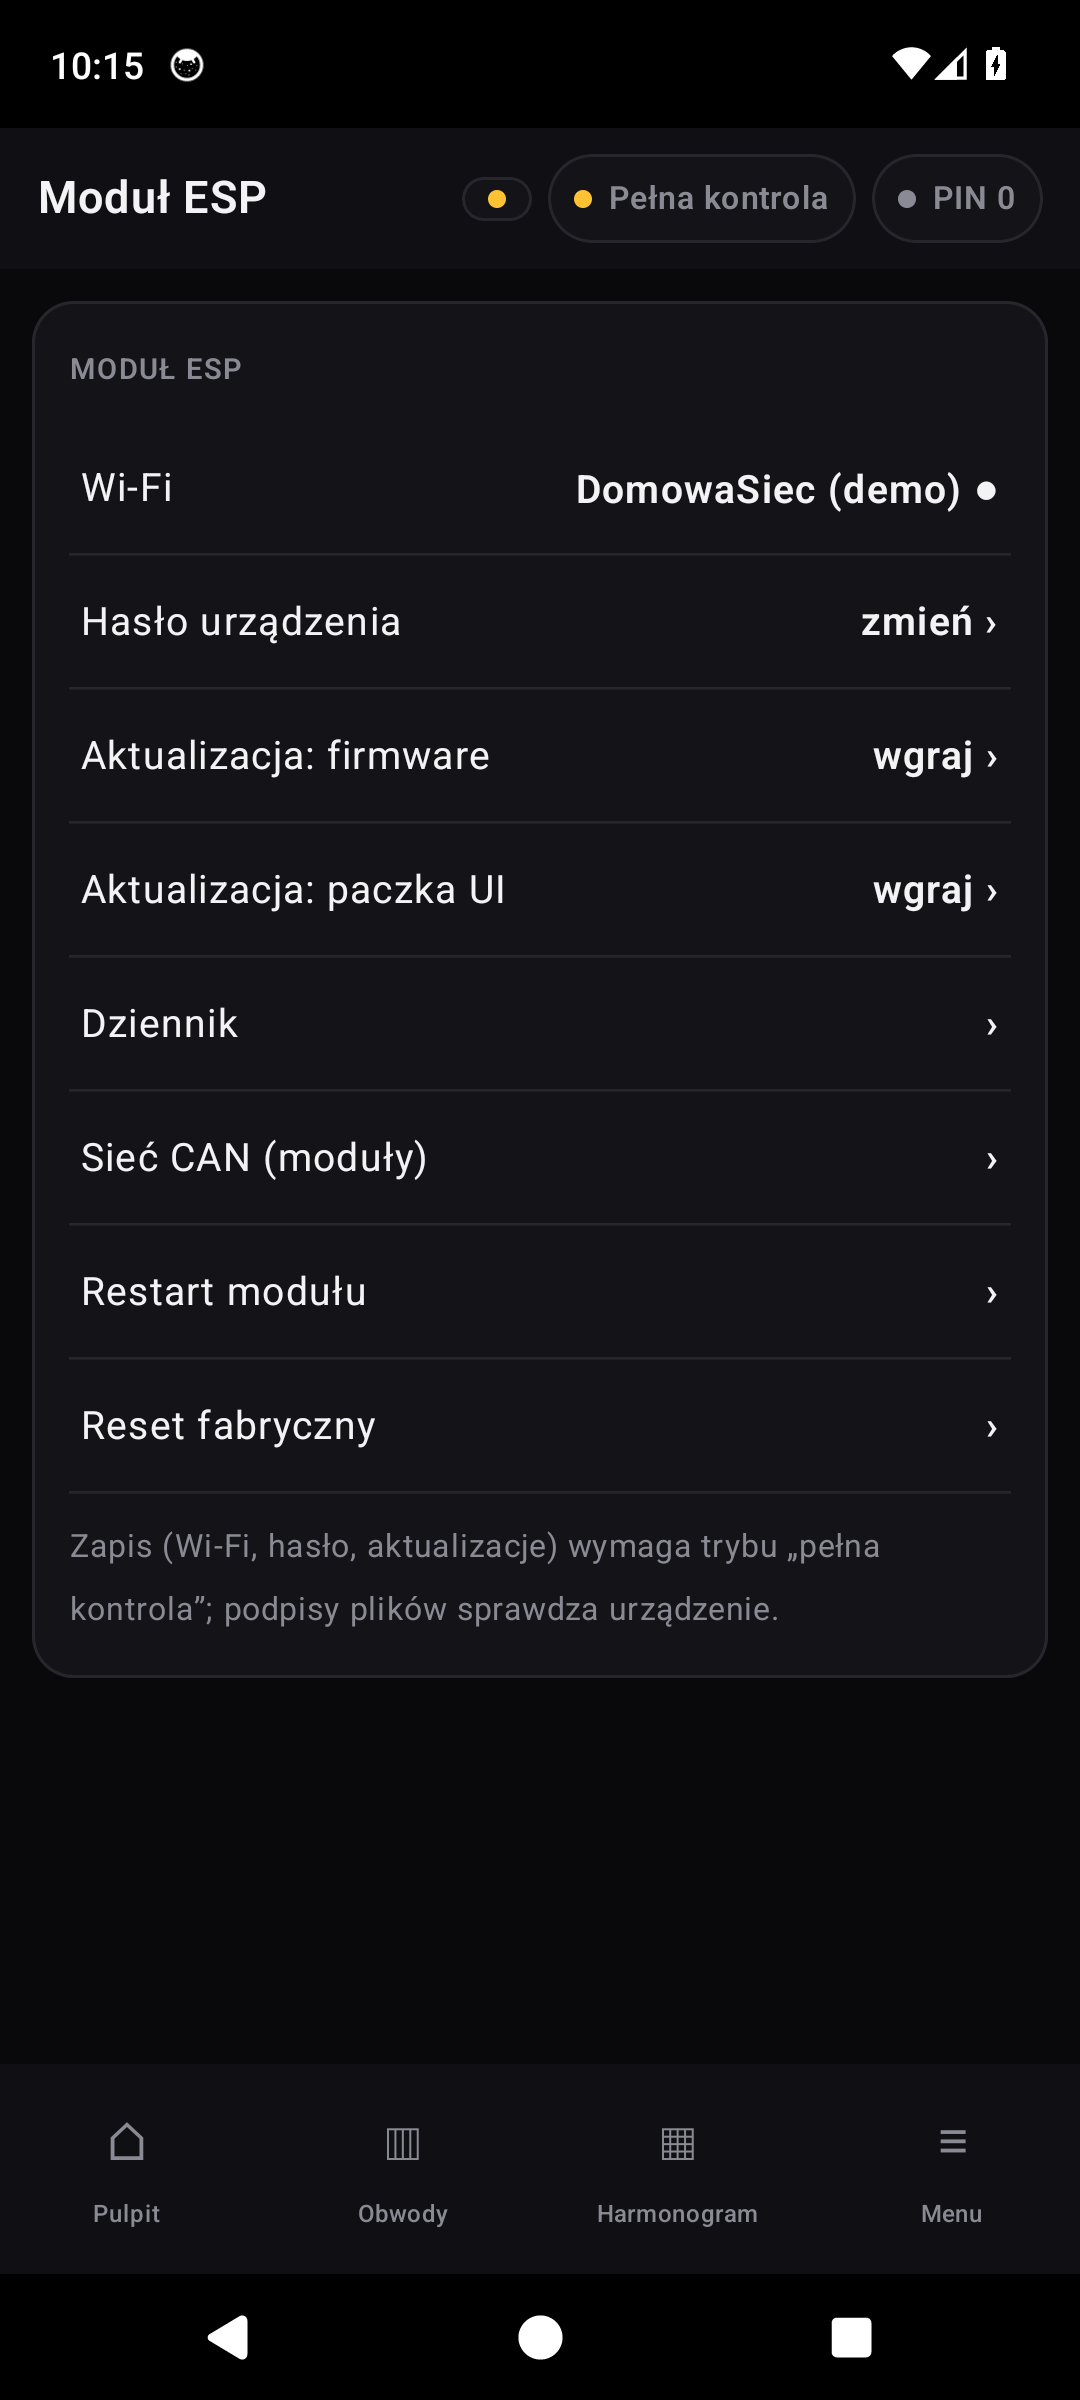 10:15
Moduł ESP
Pełna kontrola
PIN 0
MODUŁ ESP
Wi-Fi DomowaSiec (demo) ●
Hasło urządzenia zmień ›
Aktualizacja: firmware wgraj ›
Aktualizacja: paczka UI wgraj ›
Dziennik ›
Sieć CAN (moduły) ›
Restart modułu ›
Reset fabryczny ›
Zapis (Wi-Fi, hasło, aktualizacje) wymaga trybu „pełna
kontrola”; podpisy plików sprawdza urządzenie.
Pulpit
Obwody
Harmonogram
Menu